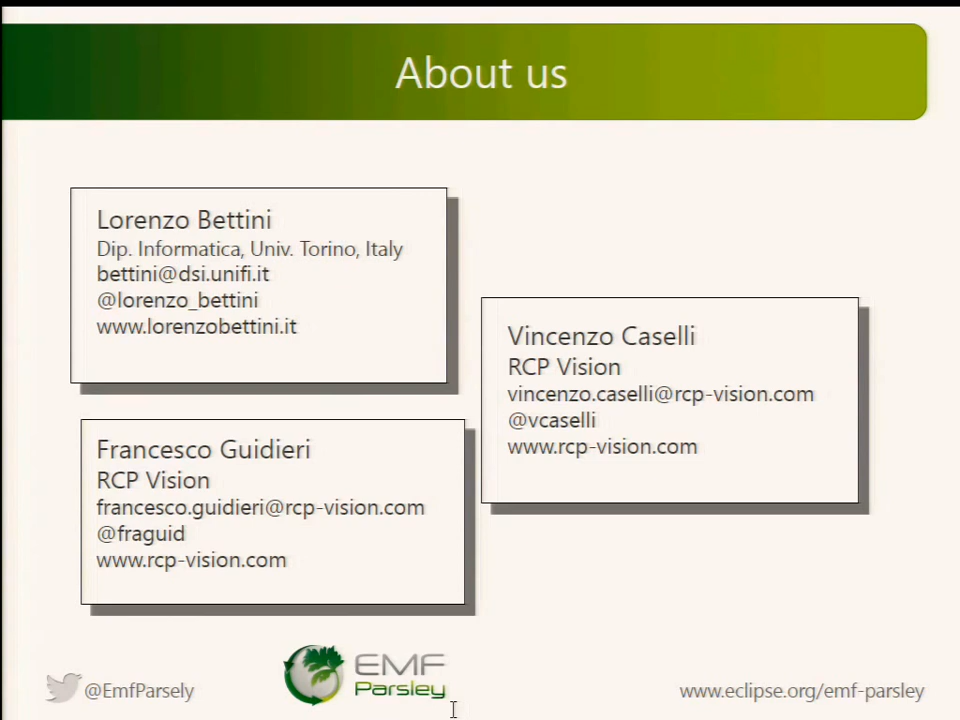 About us
Lorenzo Bettini
Dip. Informatica, Univ. Torino, Italy
bettini@dsi.unifi.it
@lorenzo_bettini
www.lorenzobettini.it
Vincenzo Caselli
RCP Vision
vincenzo.caselli@rcp-vision.com
@vcaselli
www.rcp-vision.com
Francesco Guidieri
RCP Vision
francesco.guidieri@rcp-vision.com
@fraguid
www.rcp-vision.com
@EmfParsely
EMF
Parsley
www.eclipse.org/emf-parsley